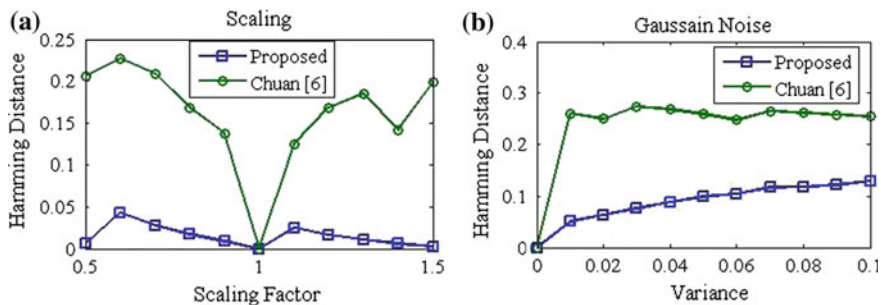 (a)
Scaling
0.25
0.2
0.15
0.1
0.05
0
Hamming Distance
Proposed
Chuan [6]
0.5
1
1.5
Scaling Factor
(b)
Gaussain Noise
0.4
0.3
0.2
0.1
0
Hamming Distance
Proposed
Chuan [6]
0
0.02
0.04
0.06
0.08
0.1
Variance